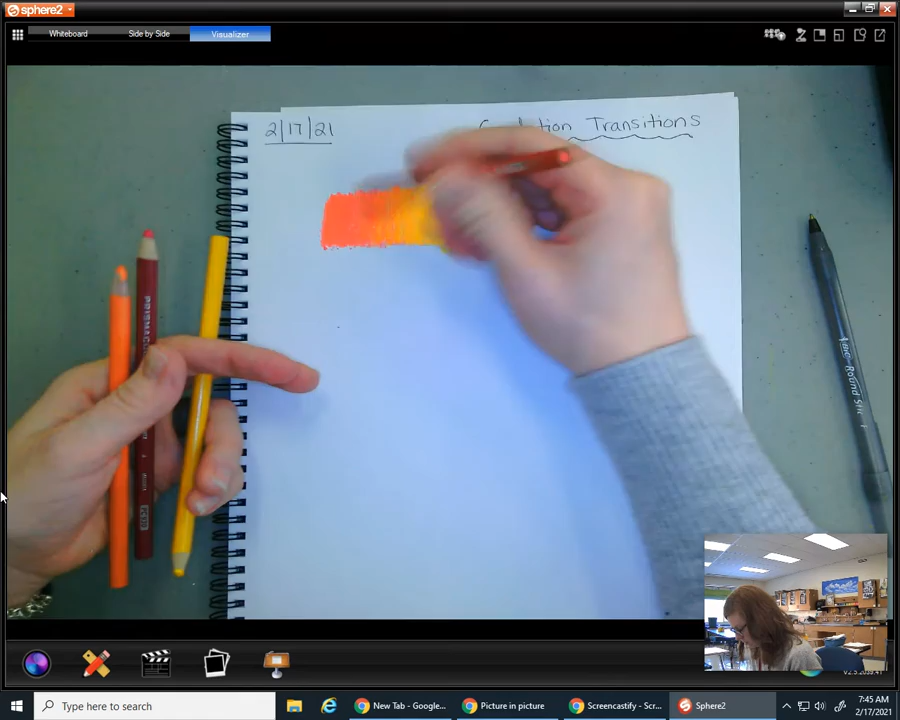 sphere2
Whiteboard
Side by Side
Visualizer
2/17/21
Transitions
PRISMACOLOR
BIC Round Stic
Type here to search
New Tab - Google...
Picture in picture
Screencastify - Scr...
Sphere2
7:45 AM
2/17/2021